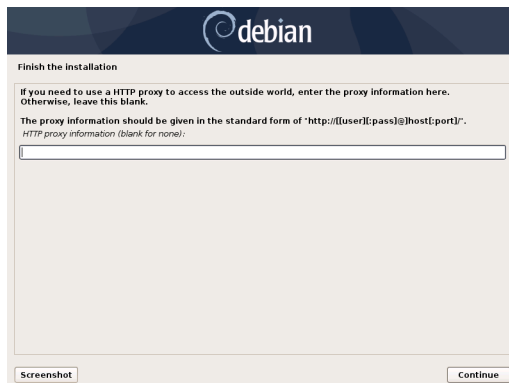 debian
Finish the installation
If you need to use a HTTP proxy to access the outside world, enter the proxy information here.
Otherwise, leave this blank.
The proxy information should be given in the standard form of "http://[[user][:pass]@]host[:port]/".
HTTP proxy information (blank for none):
Screenshot
Continue